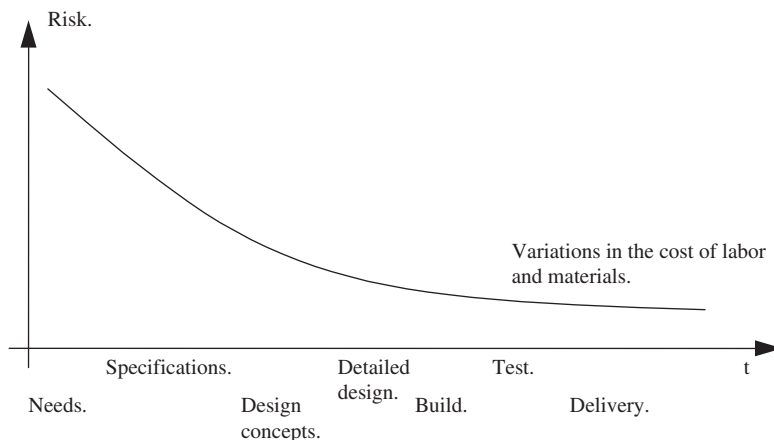 Risk.
Variations in the cost of labor
and materials.
Specifications.
Detailed
design.
Test.
t
Needs.
Design
concepts.
Build.
Delivery.